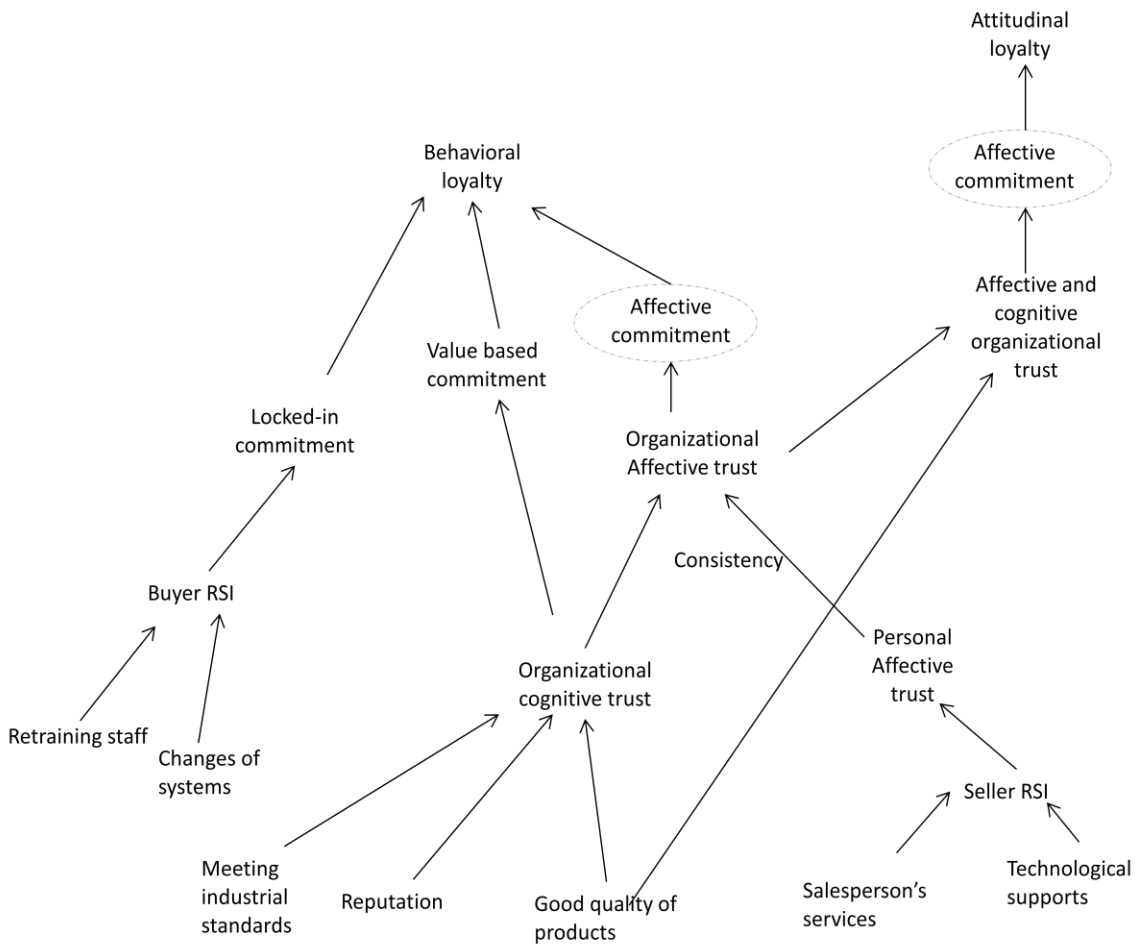 Attitudinal
loyalty
Behavioral
loyalty
Affective
commitment
Affective
commitment
Affective and
cognitive
organizational
trust
Value based
commitment
Locked-in
commitment
Organizational
Affective trust
Consistency
Buyer RSI
Organizational
cognitive trust
Personal
Affective
trust
Retraining staff
Changes of
systems
Seller RSI
Meeting
industrial
standards
Reputation
Good quality of
products
Salesperson's
services
Technological
supports